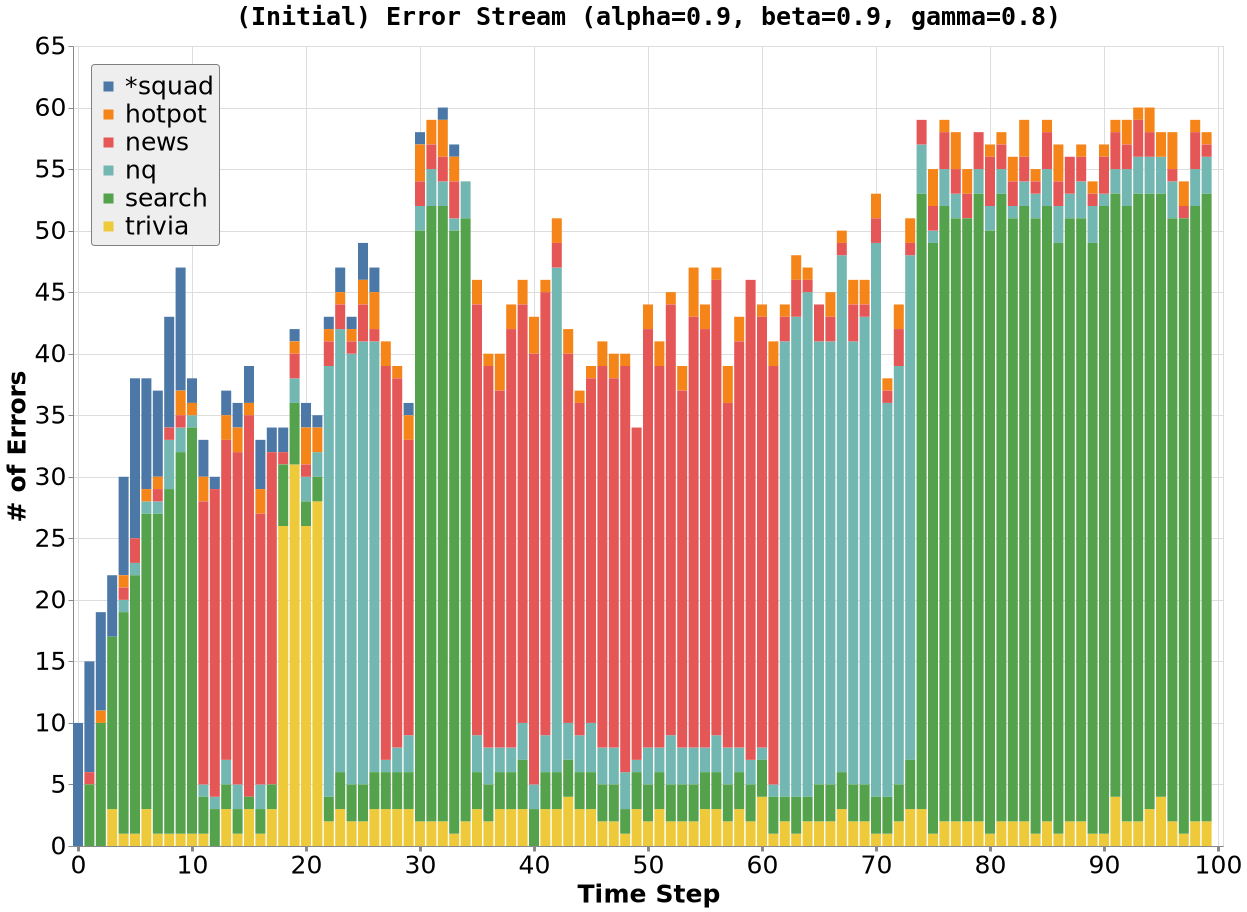 (Initial) Error Stream (alpha=0.9, beta=0.9, gamma=0.8)
65
60
55
50
45
40
35
30
25
20
15
10
5
0
*squad
hotpot
news
nq
search
trivia
# of Errors
0 10 20 30 40 50 60 70 80 90 100
Time Step